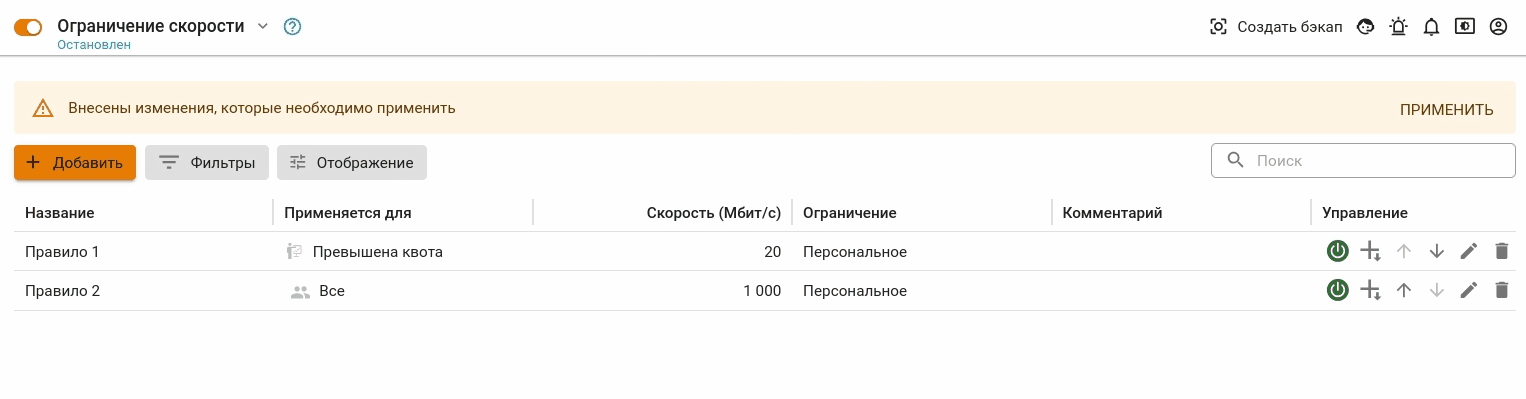 Ограничение скорости
Остановлен
Создать бэкап
Внесены изменения, которые необходимо применить
ПРИМЕНИТЬ
Добавить Фильтры Отображение Поиск
Название Применяется для Скорость (Мбит/с) Ограничение Комментарий Управление
Правило 1 Превышена квота 20 Персональное
Правило 2 Все 1 000 Персональное